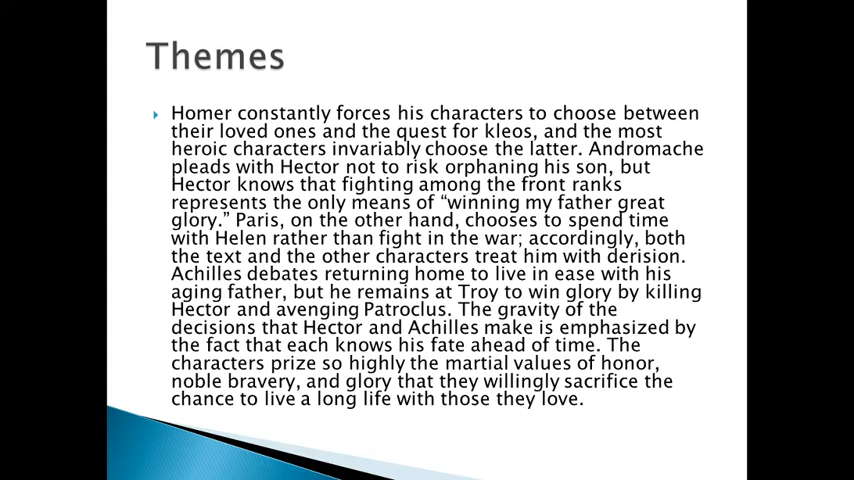 Themes
Homer constantly forces his characters to choose between
their loved ones and the quest for kleos, and the most
heroic characters invariably choose the latter. Andromache
pleads with Hector not to risk orphaning his son, but
Hector knows that fighting among the front ranks
represents the only means of “winning my father great
glory.” Paris, on the other hand, chooses to spend time
with Helen rather than fight in the war; accordingly, both
the text and the other characters treat him with derision.
Achilles debates returning home to live in ease with his
aging father, but he remains at Troy to win glory by killing
Hector and avenging Patroclus. The gravity of the
decisions that Hector and Achilles make is emphasized by
the fact that each knows his fate ahead of time. The
characters prize so highly the martial values of honor,
noble bravery, and glory that they willingly sacrifice the
chance to live a long life with those they love.